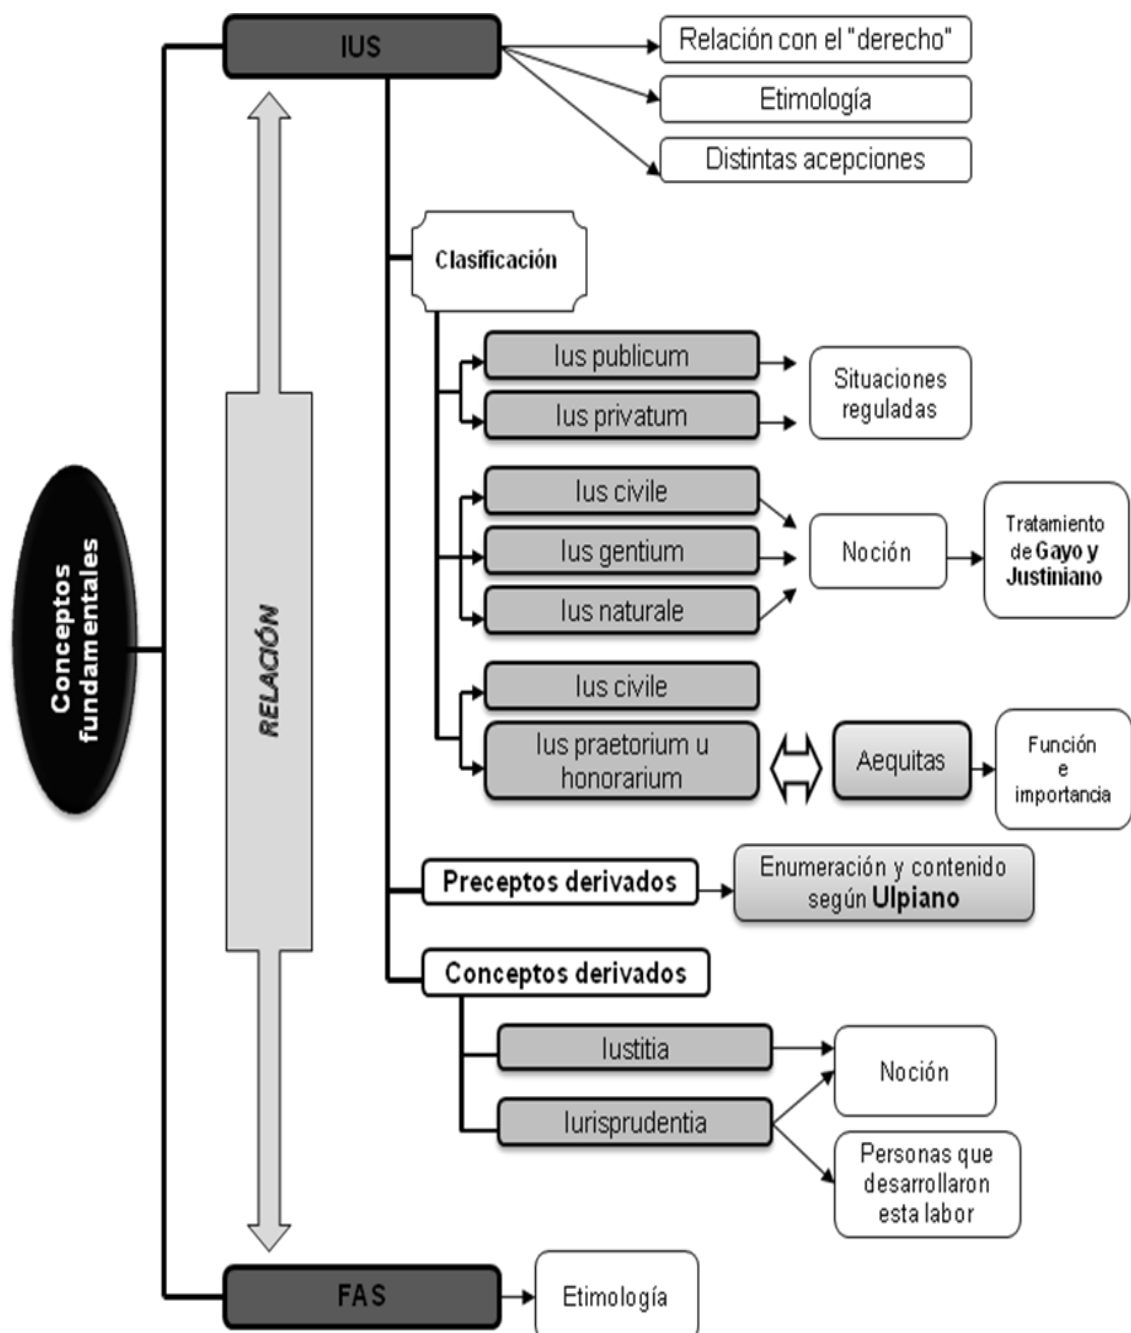 IUS
Relación con el "derecho"
Etimología
Distintas acepciones
Clasificación
Ius publicum
Ius privatum
Situaciones
reguladas
Ius civile
Ius gentium
Ius naturale
Noción
Tratamiento
de Gayo y
Justiniano
Ius civile
Ius praetorium u
honorarium
Aequitas
Función
e
importancia
Conceptos
fundamentales
RELACIÓN
Preceptos derivados
Enumeración y contenido
según Ulpiano
Conceptos derivados
Iustitia
Iurisprudentia
Noción
Personas que
desarrollaron
esta labor
FAS
Etimología